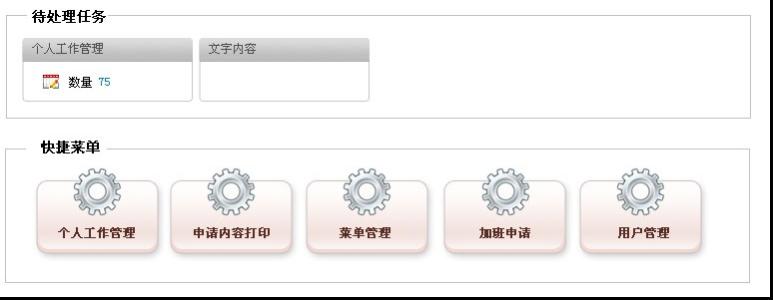 待处理任务
个人工作管理
文字内容
数量 75
快捷菜单
个人工作管理
申请内容打印
菜单管理
加班申请
用户管理